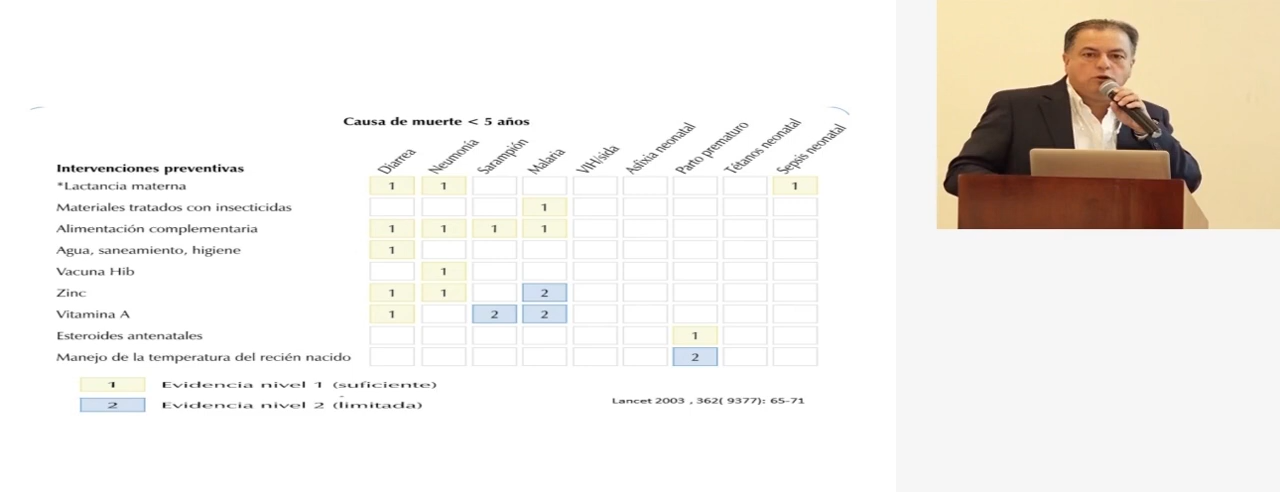 Causa de muerte < 5 años
Intervenciones preventivas Diarrea Neumonía Sarampión Malaria VIH/sida Asfixia neonatal Parto prematuro Tétanos neonatal Sepsis neonatal
*Lactancia materna 1 1 1
Materiales tratados con insecticidas 1
Alimentación complementaria 1 1 1 1
Agua, saneamiento, higiene 1
Vacuna Hib 1
Zinc 1 1 2
Vitamina A 1 2 2
Esteroides antenatales 1
Manejo de la temperatura del recién nacido 2
1 Evidencia nivel 1 (suficiente)
2 Evidencia nivel 2 (limitada)
Lancet 2003 , 362( 9377): 65-71